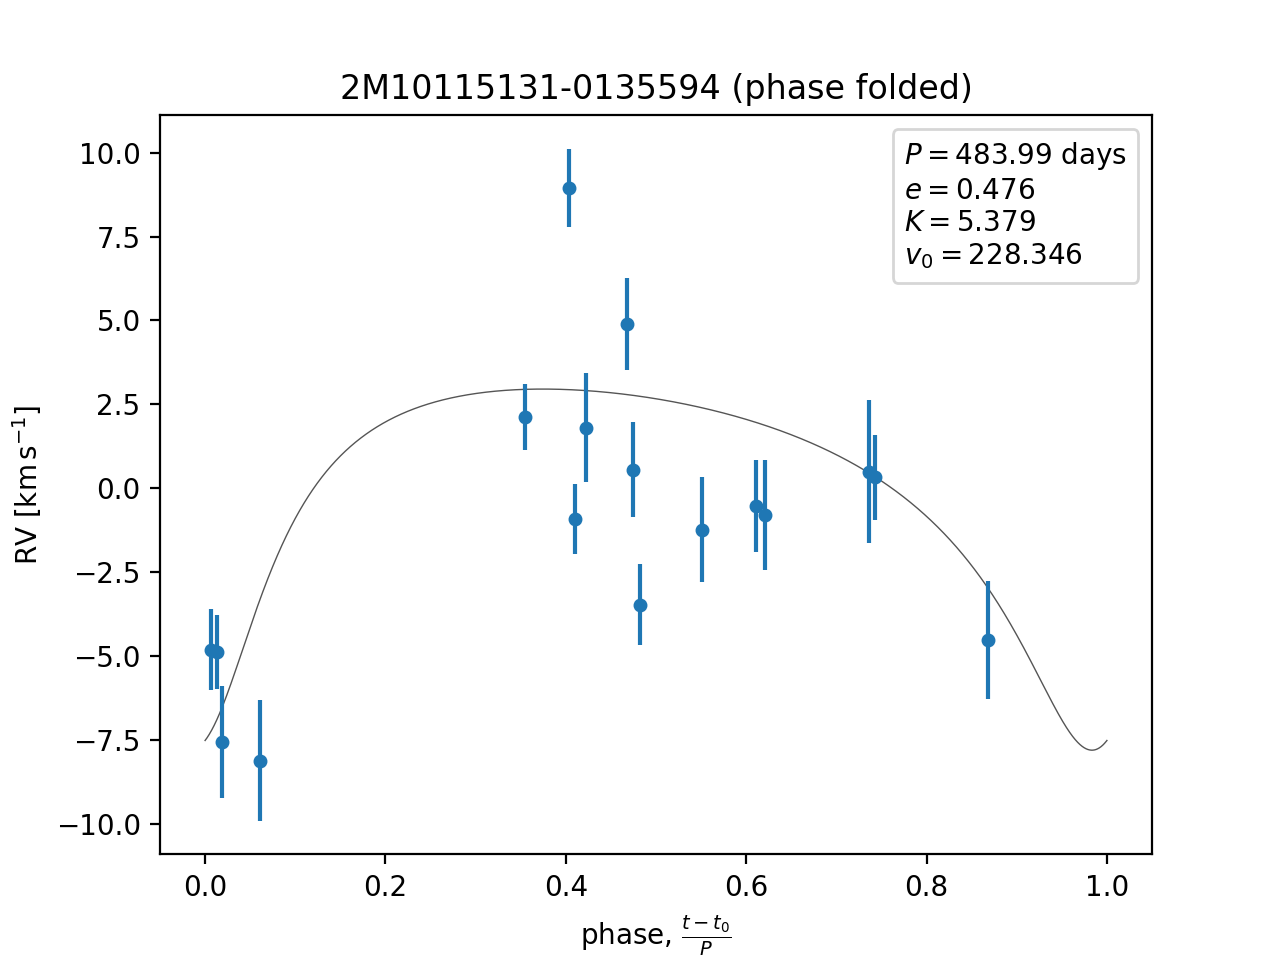 2M10115131-0135594 (phase folded)
P = 483.99 days
e = 0.476
K = 5.379
v₀ = 228.346
10.0
7.5
5.0
2.5
0.0
−2.5
−5.0
−7.5
−10.0
RV [km s⁻¹]
0.0 0.2 0.4 0.6 0.8 1.0
phase, (t − t₀)/P